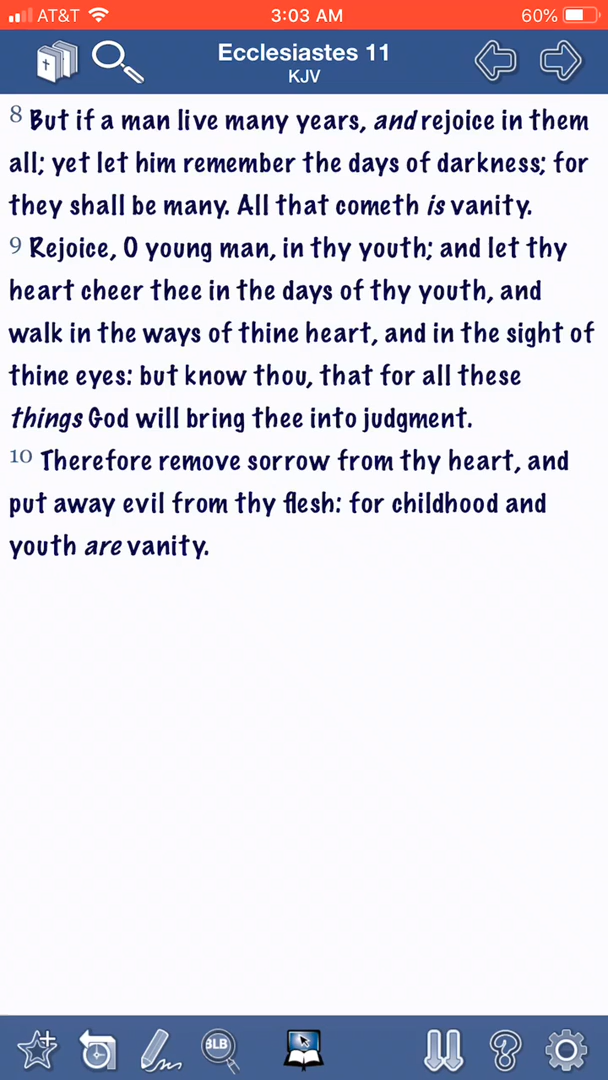 AT&T 3:03 AM 60%
Ecclesiastes 11
KJV
8 But if a man live many years, and rejoice in them
all; yet let him remember the days of darkness; for
they shall be many. All that cometh is vanity.
9 Rejoice, O young man, in thy youth; and let thy
heart cheer thee in the days of thy youth, and
walk in the ways of thine heart, and in the sight of
thine eyes: but know thou, that for all these
things God will bring thee into judgment.
10 Therefore remove sorrow from thy heart, and
put away evil from thy flesh: for childhood and
youth are vanity.
BLB